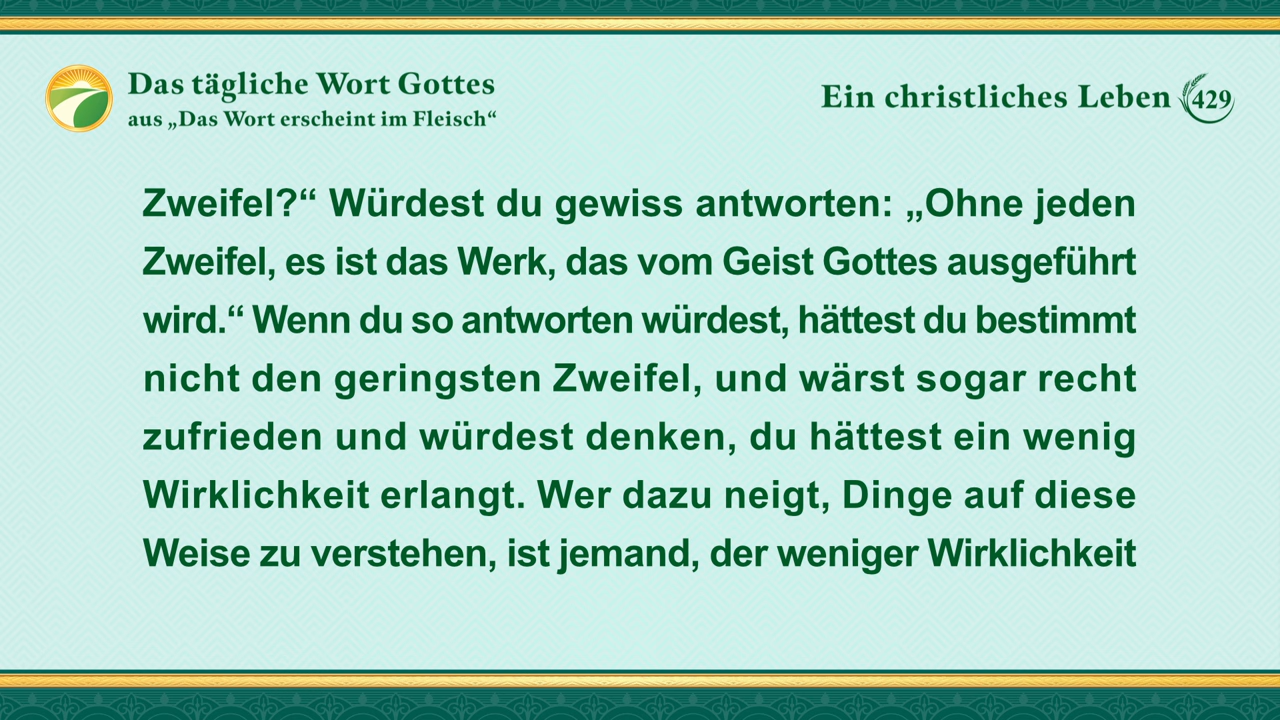 Das tägliche Wort Gottes
aus „Das Wort erscheint im Fleisch“
Ein christliches Leben 429
Zweifel?“ Würdest du gewiss antworten: „Ohne jeden
Zweifel, es ist das Werk, das vom Geist Gottes ausgeführt
wird.“ Wenn du so antworten würdest, hättest du bestimmt
nicht den geringsten Zweifel, und wärst sogar recht
zufrieden und würdest denken, du hättest ein wenig
Wirklichkeit erlangt. Wer dazu neigt, Dinge auf diese
Weise zu verstehen, ist jemand, der weniger Wirklichkeit